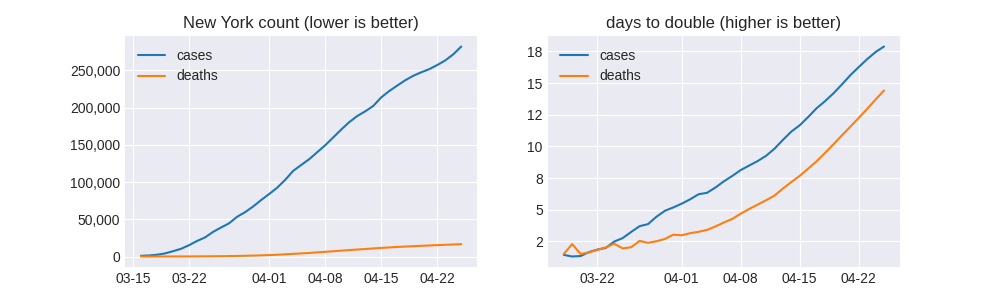 New York count (lower is better)
cases
deaths
250,000
200,000
150,000
100,000
50,000
0
03-15 03-22 04-01 04-08 04-15 04-22
days to double (higher is better)
cases
deaths
18
15
12
10
8
5
2
03-22 04-01 04-08 04-15 04-22